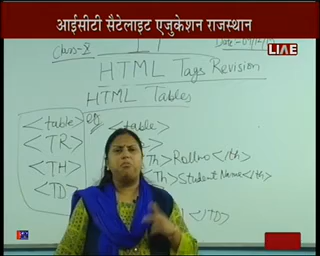 आईसीटी सैटेलाइट एजुकेशन राजस्थान
LIVE
Class-8
HTML Tags Revision
HTML Tables
<table>
<table>
<TR>
<TH>
Th> Rollno </th>
<TD>
<Th> Student Name </th>
</TD>